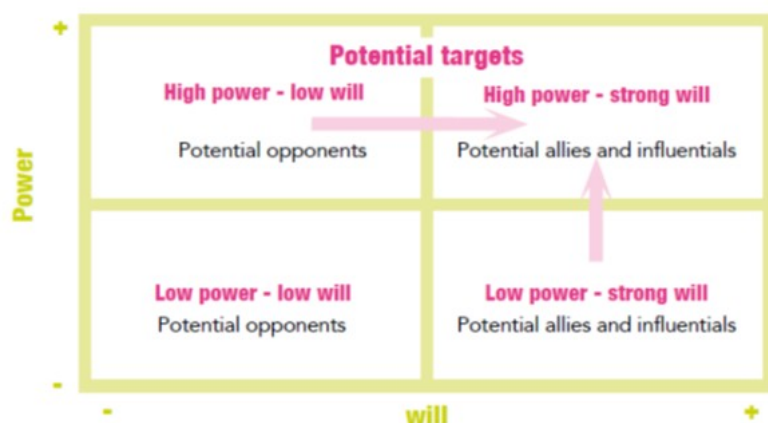 +
Potential targets
High power - low will
High power - strong will
Potential opponents
Potential allies and influentials
Power
Low power - low will
Low power - strong will
Potential opponents
Potential allies and influentials
-
-
will
+